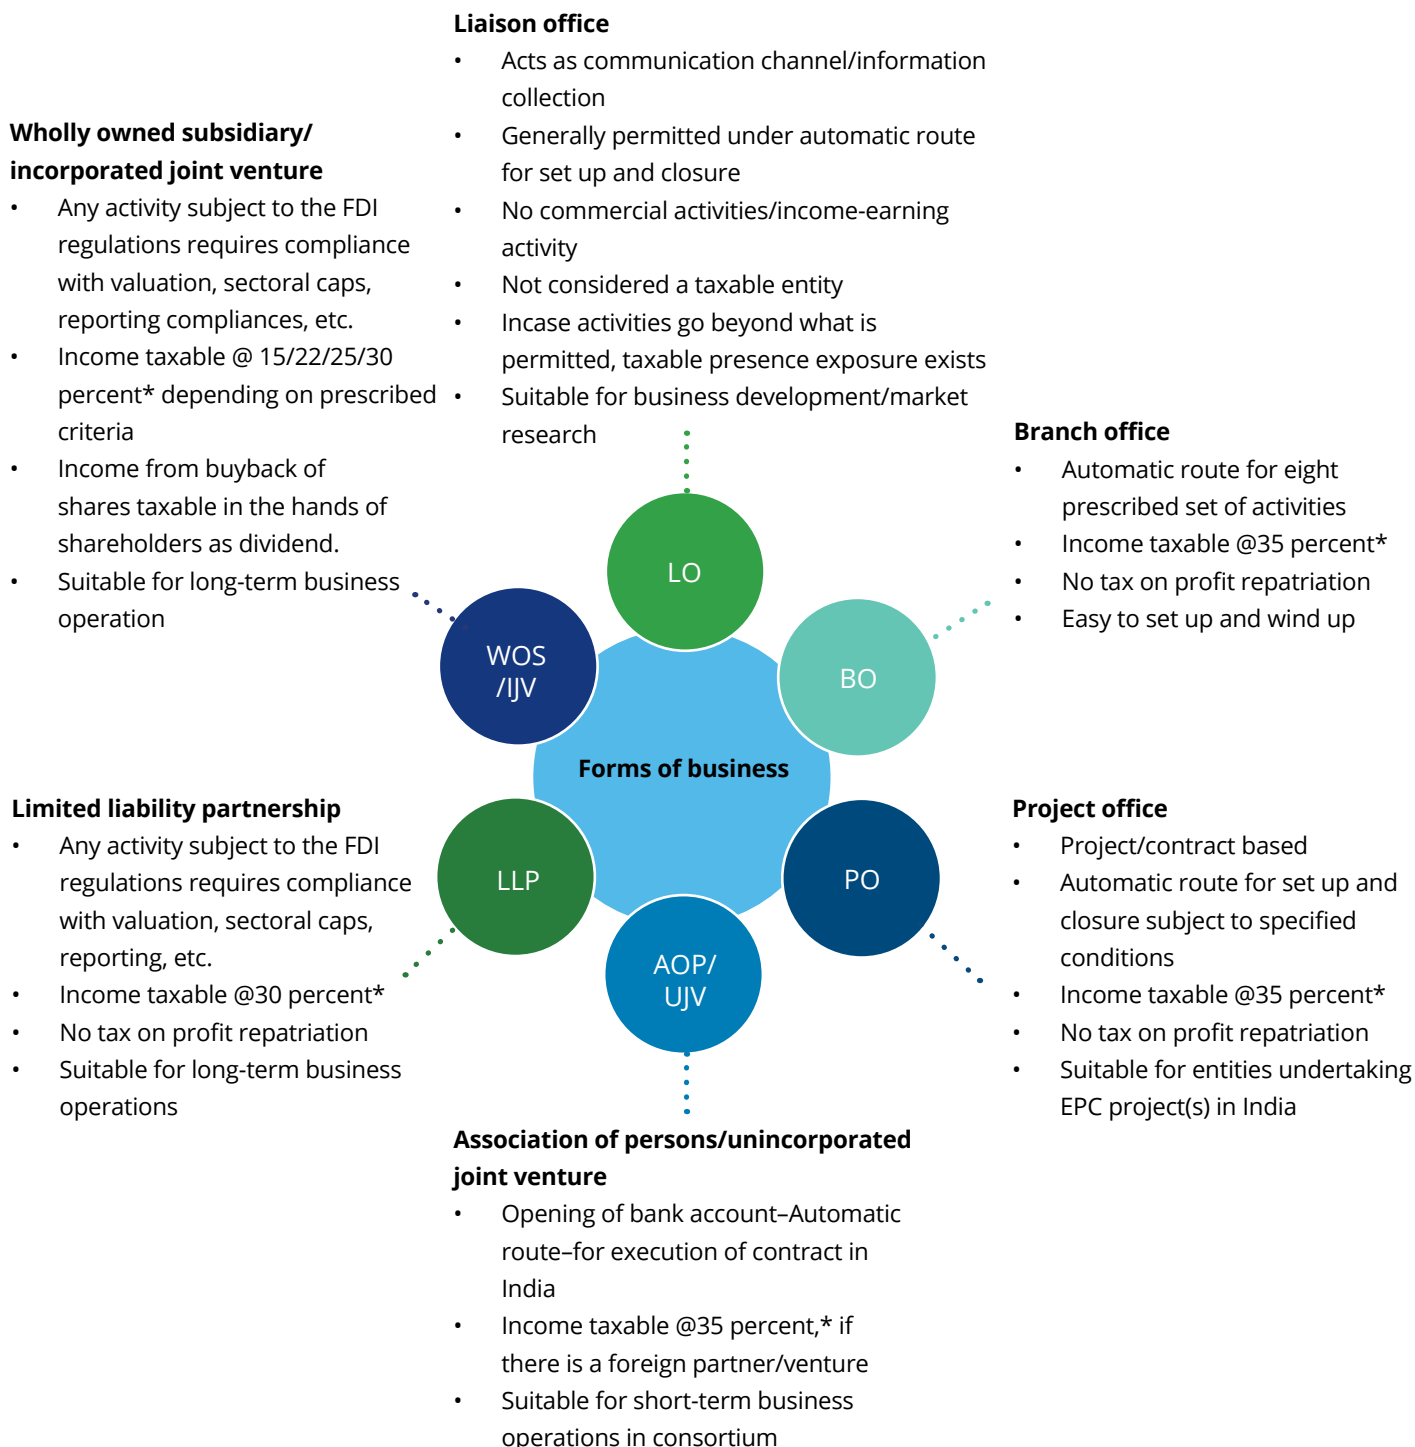 Liaison office
• Acts as communication channel/information
collection
• Generally permitted under automatic route
for set up and closure
• No commercial activities/income-earning
activity
• Not considered a taxable entity
• Incase activities go beyond what is
permitted, taxable presence exposure exists
• Suitable for business development/market
research
Wholly owned subsidiary/
incorporated joint venture
• Any activity subject to the FDI
regulations requires compliance
with valuation, sectoral caps,
reporting compliances, etc.
• Income taxable @ 15/22/25/30
percent* depending on prescribed
criteria
• Income from buyback of
shares taxable in the hands of
shareholders as dividend.
• Suitable for long-term business
operation
Branch office
• Automatic route for eight
prescribed set of activities
• Income taxable @35 percent*
• No tax on profit repatriation
• Easy to set up and wind up
LO
WOS
/IJV
BO
Forms of business
LLP
PO
AOP/
UJV
Limited liability partnership
• Any activity subject to the FDI
regulations requires compliance
with valuation, sectoral caps,
reporting, etc.
• Income taxable @30 percent*
• No tax on profit repatriation
• Suitable for long-term business
operations
Project office
• Project/contract based
• Automatic route for set up and
closure subject to specified
conditions
• Income taxable @35 percent*
• No tax on profit repatriation
• Suitable for entities undertaking
EPC project(s) in India
Association of persons/unincorporated
joint venture
• Opening of bank account–Automatic
route–for execution of contract in
India
• Income taxable @35 percent,* if
there is a foreign partner/venture
• Suitable for short-term business
operations in consortium